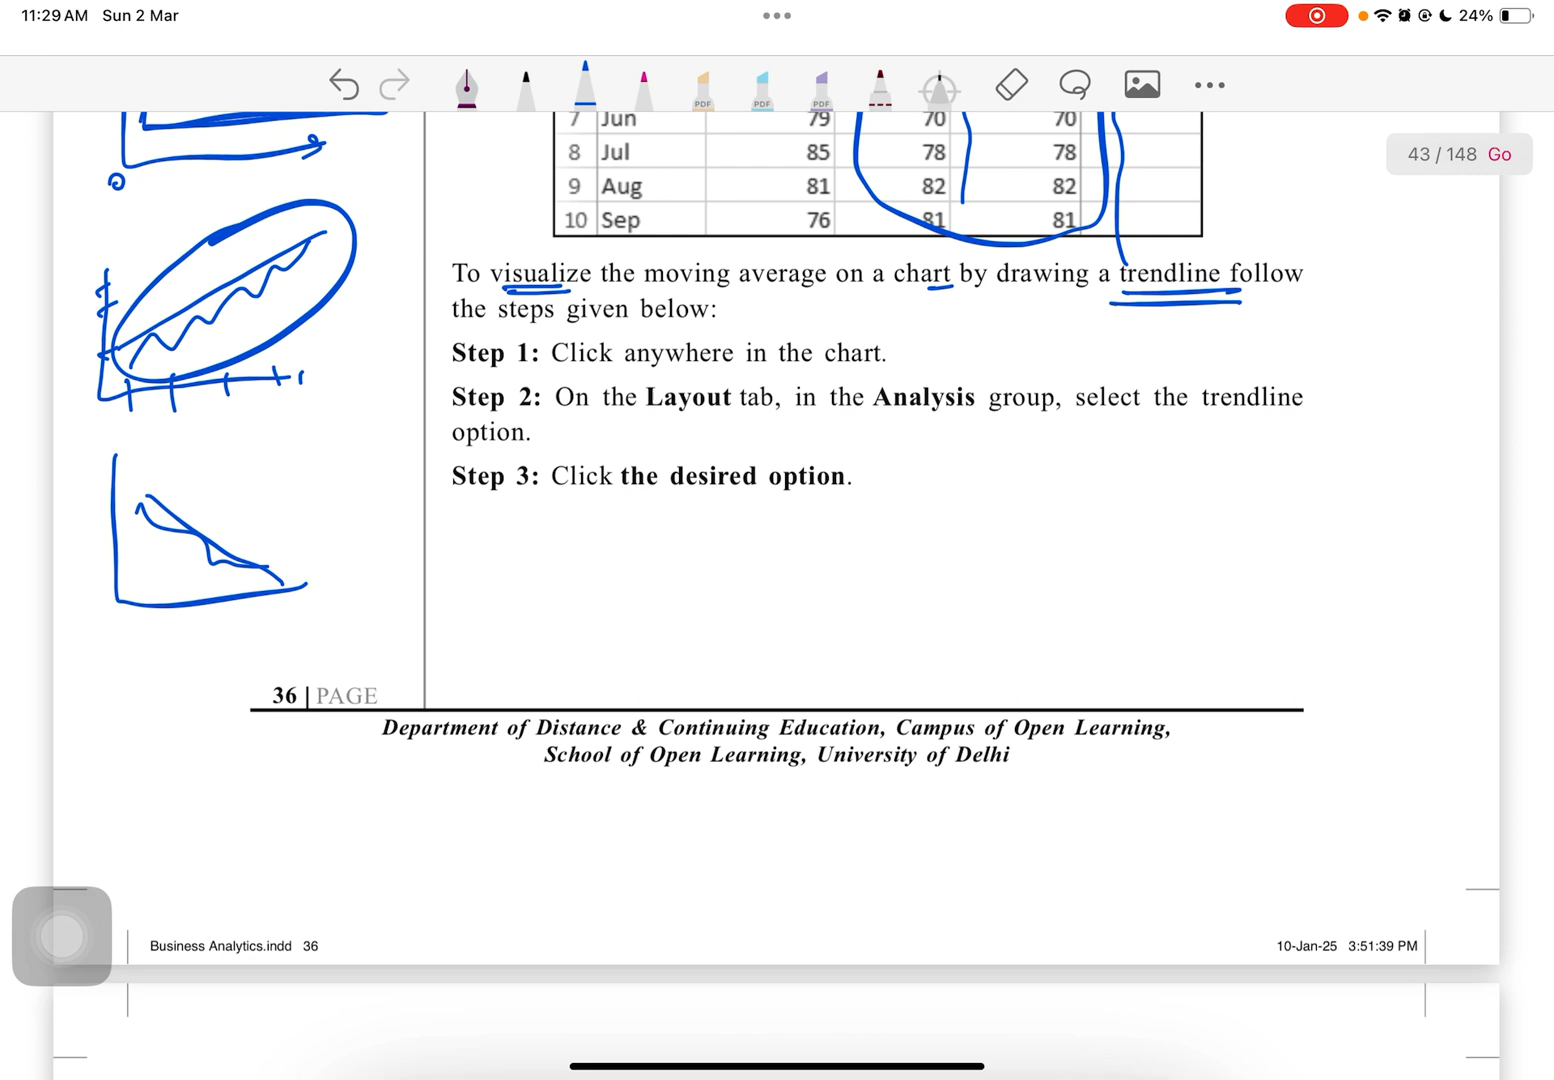 11:29 AM Sun 2 Mar
24%
PDF PDF PDF
43 / 148 Go
7 Jun 79 70 70
8 Jul 85 78 78
9 Aug 81 82 82
10 Sep 76 81 81
To visualize the moving average on a chart by drawing a trendline follow
the steps given below:
Step 1: Click anywhere in the chart.
Step 2: On the Layout tab, in the Analysis group, select the trendline
option.
Step 3: Click the desired option.
36 | PAGE
Department of Distance & Continuing Education, Campus of Open Learning,
School of Open Learning, University of Delhi
Business Analytics.indd 36
10-Jan-25 3:51:39 PM